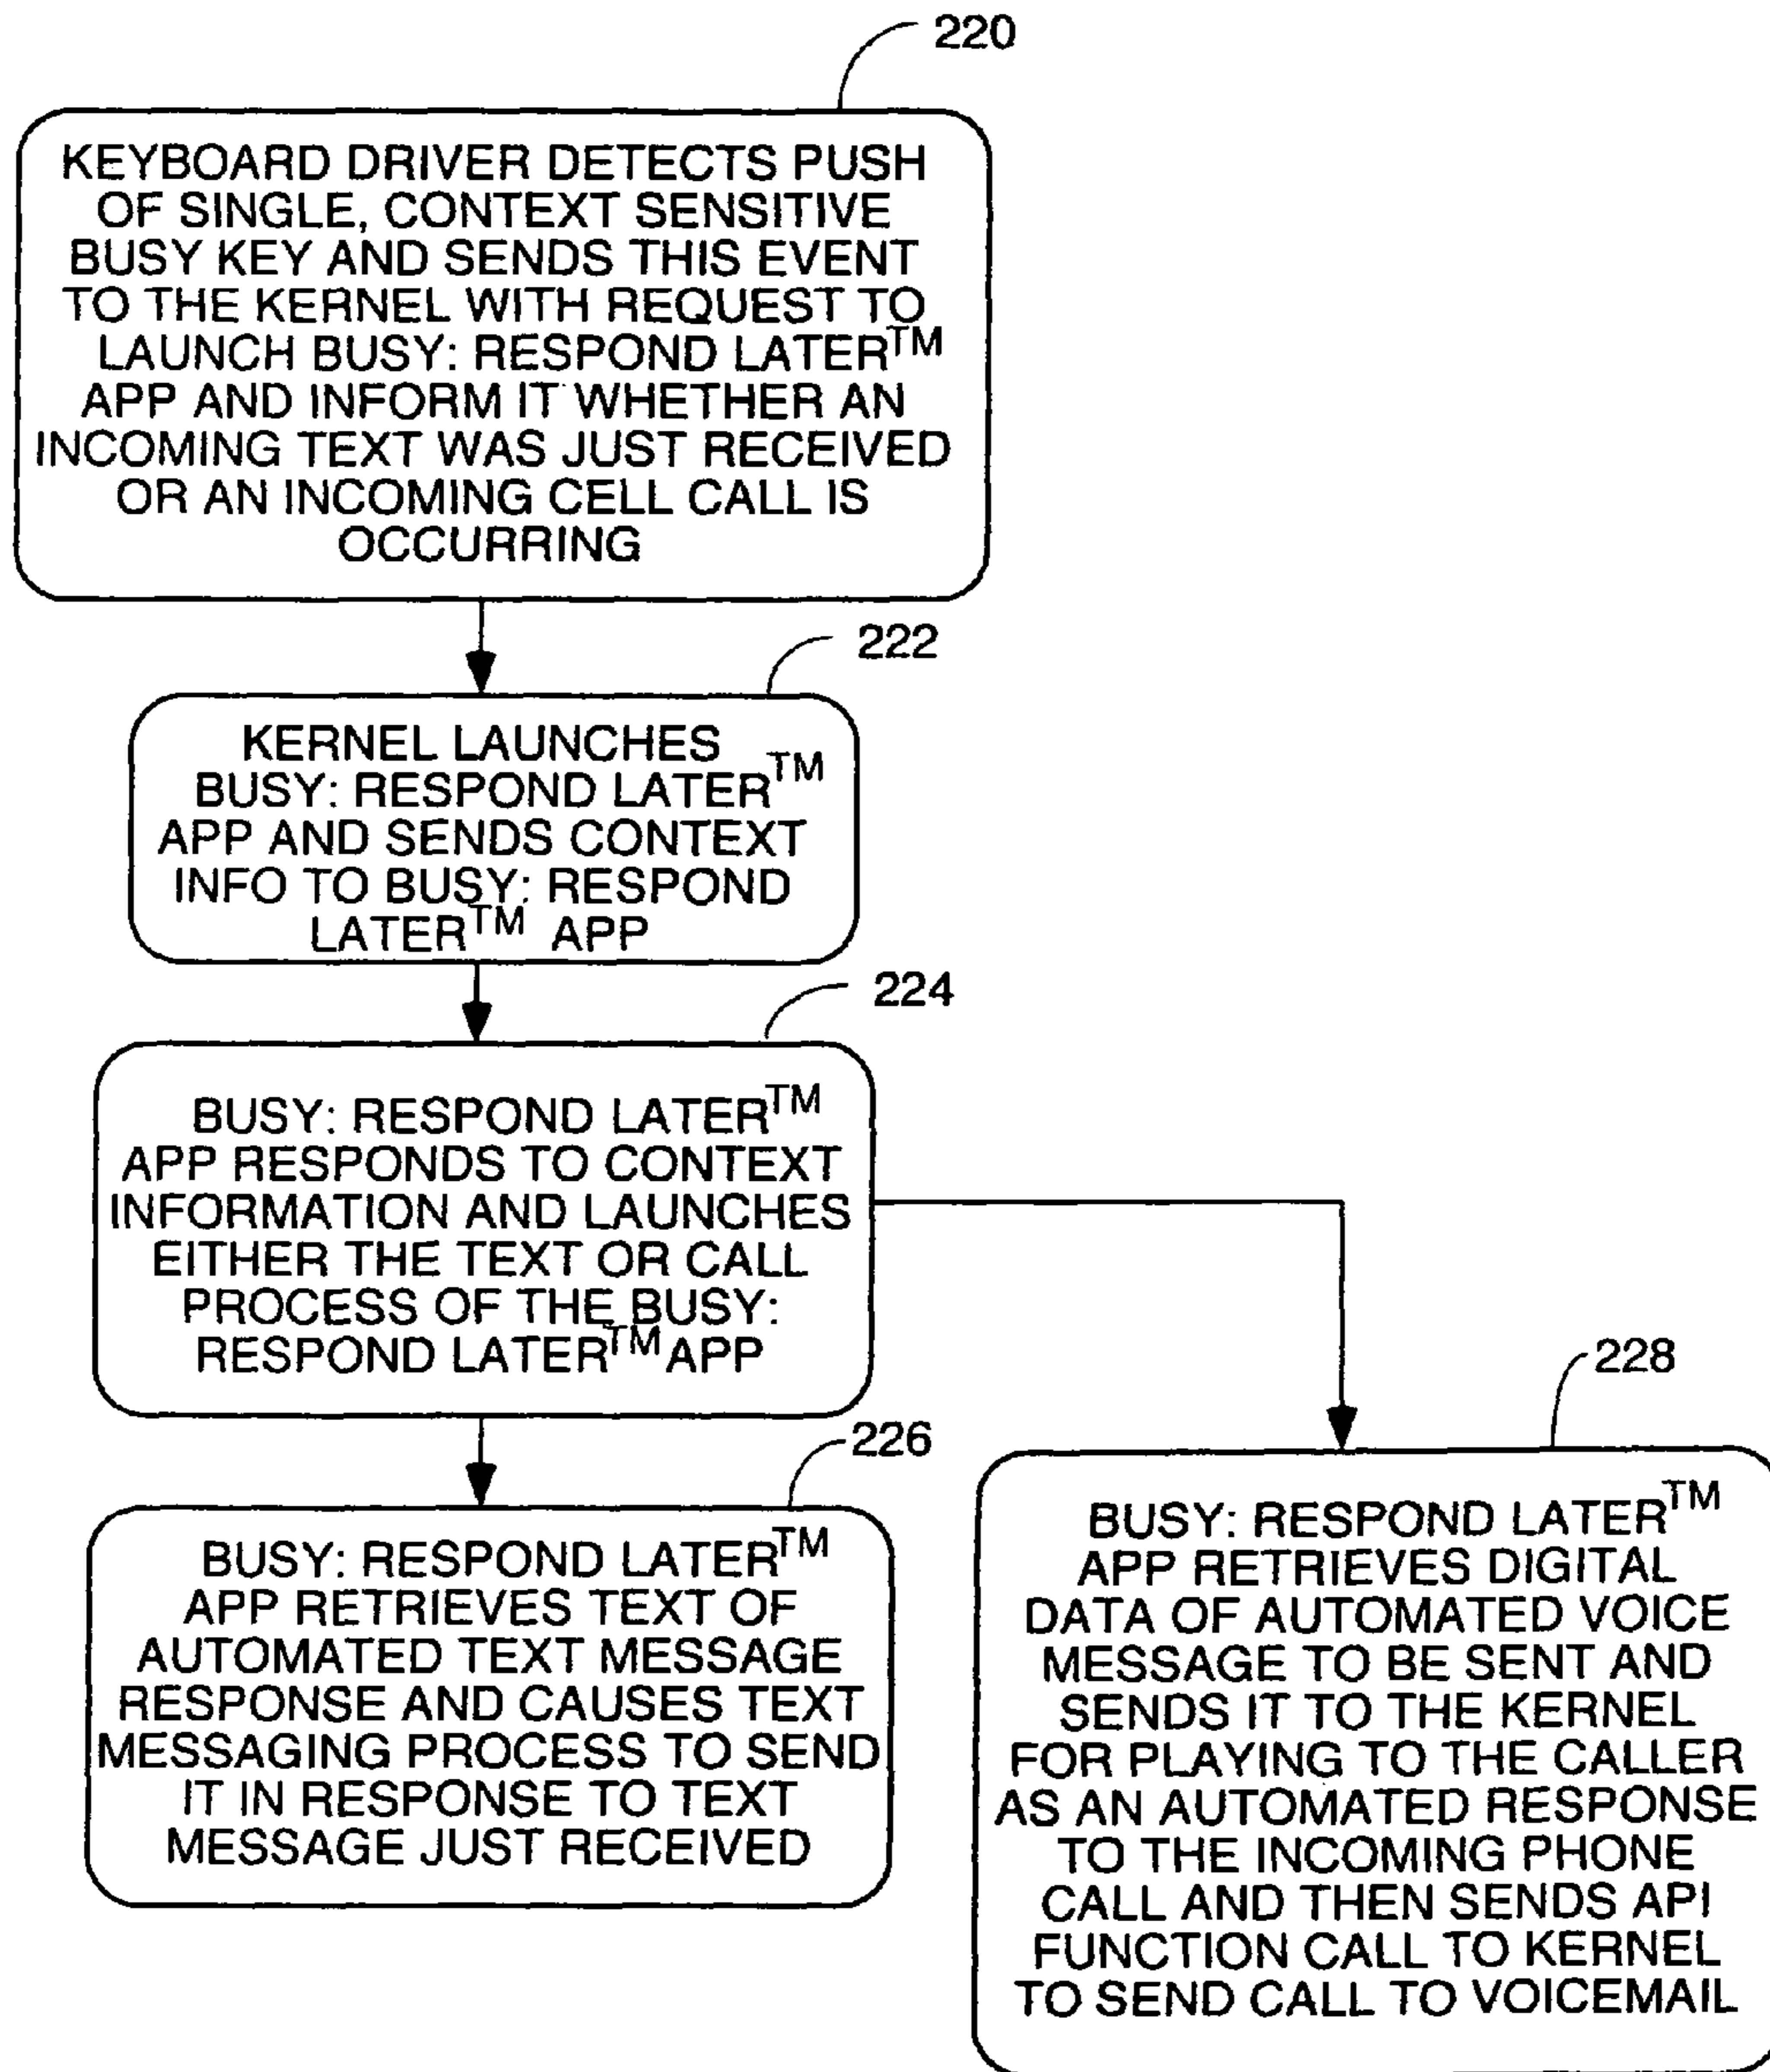 220
KEYBOARD DRIVER DETECTS PUSH
OF SINGLE, CONTEXT SENSITIVE
BUSY KEY AND SENDS THIS EVENT
TO THE KERNEL WITH REQUEST TO
LAUNCH BUSY: RESPOND LATER™
APP AND INFORM IT WHETHER AN
INCOMING TEXT WAS JUST RECEIVED
OR AN INCOMING CELL CALL IS
OCCURRING
222
KERNEL LAUNCHES
BUSY: RESPOND LATER™
APP AND SENDS CONTEXT
INFO TO BUSY: RESPOND
LATER™ APP
224
BUSY: RESPOND LATER™
APP RESPONDS TO CONTEXT
INFORMATION AND LAUNCHES
EITHER THE TEXT OR CALL
PROCESS OF THE BUSY:
RESPOND LATER™ APP
226
BUSY: RESPOND LATER™
APP RETRIEVES TEXT OF
AUTOMATED TEXT MESSAGE
RESPONSE AND CAUSES TEXT
MESSAGING PROCESS TO SEND
IT IN RESPONSE TO TEXT
MESSAGE JUST RECEIVED
228
BUSY: RESPOND LATER™
APP RETRIEVES DIGITAL
DATA OF AUTOMATED VOICE
MESSAGE TO BE SENT AND
SENDS IT TO THE KERNEL
FOR PLAYING TO THE CALLER
AS AN AUTOMATED RESPONSE
TO THE INCOMING PHONE
CALL AND THEN SENDS API
FUNCTION CALL TO KERNEL
TO SEND CALL TO VOICEMAIL